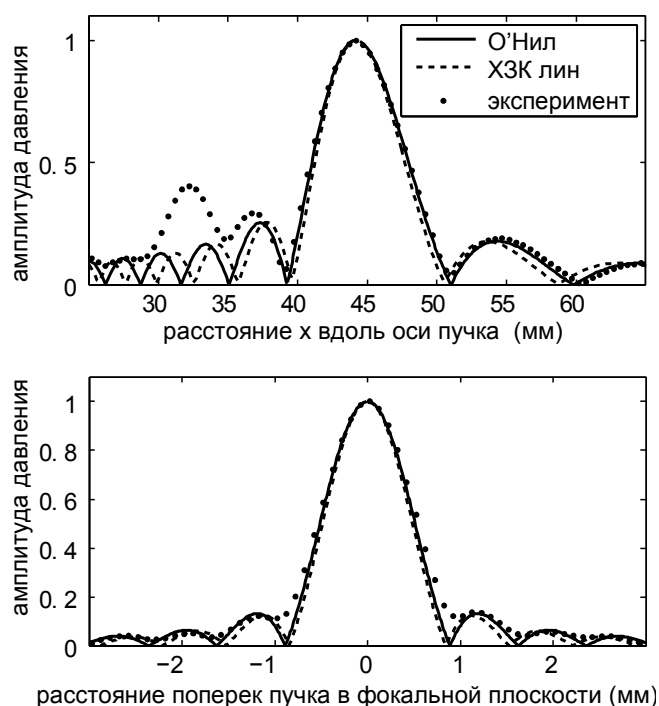 1
0.5
0
амплитуда давления
О'Нил
ХЗК лин
эксперимент
30 35 40 45 50 55 60
расстояние x вдоль оси пучка (мм)
1
0.8
0.6
0.4
0.2
0
амплитуда давления
−2 −1 0 1 2
расстояние поперек пучка в фокальной плоскости (мм)